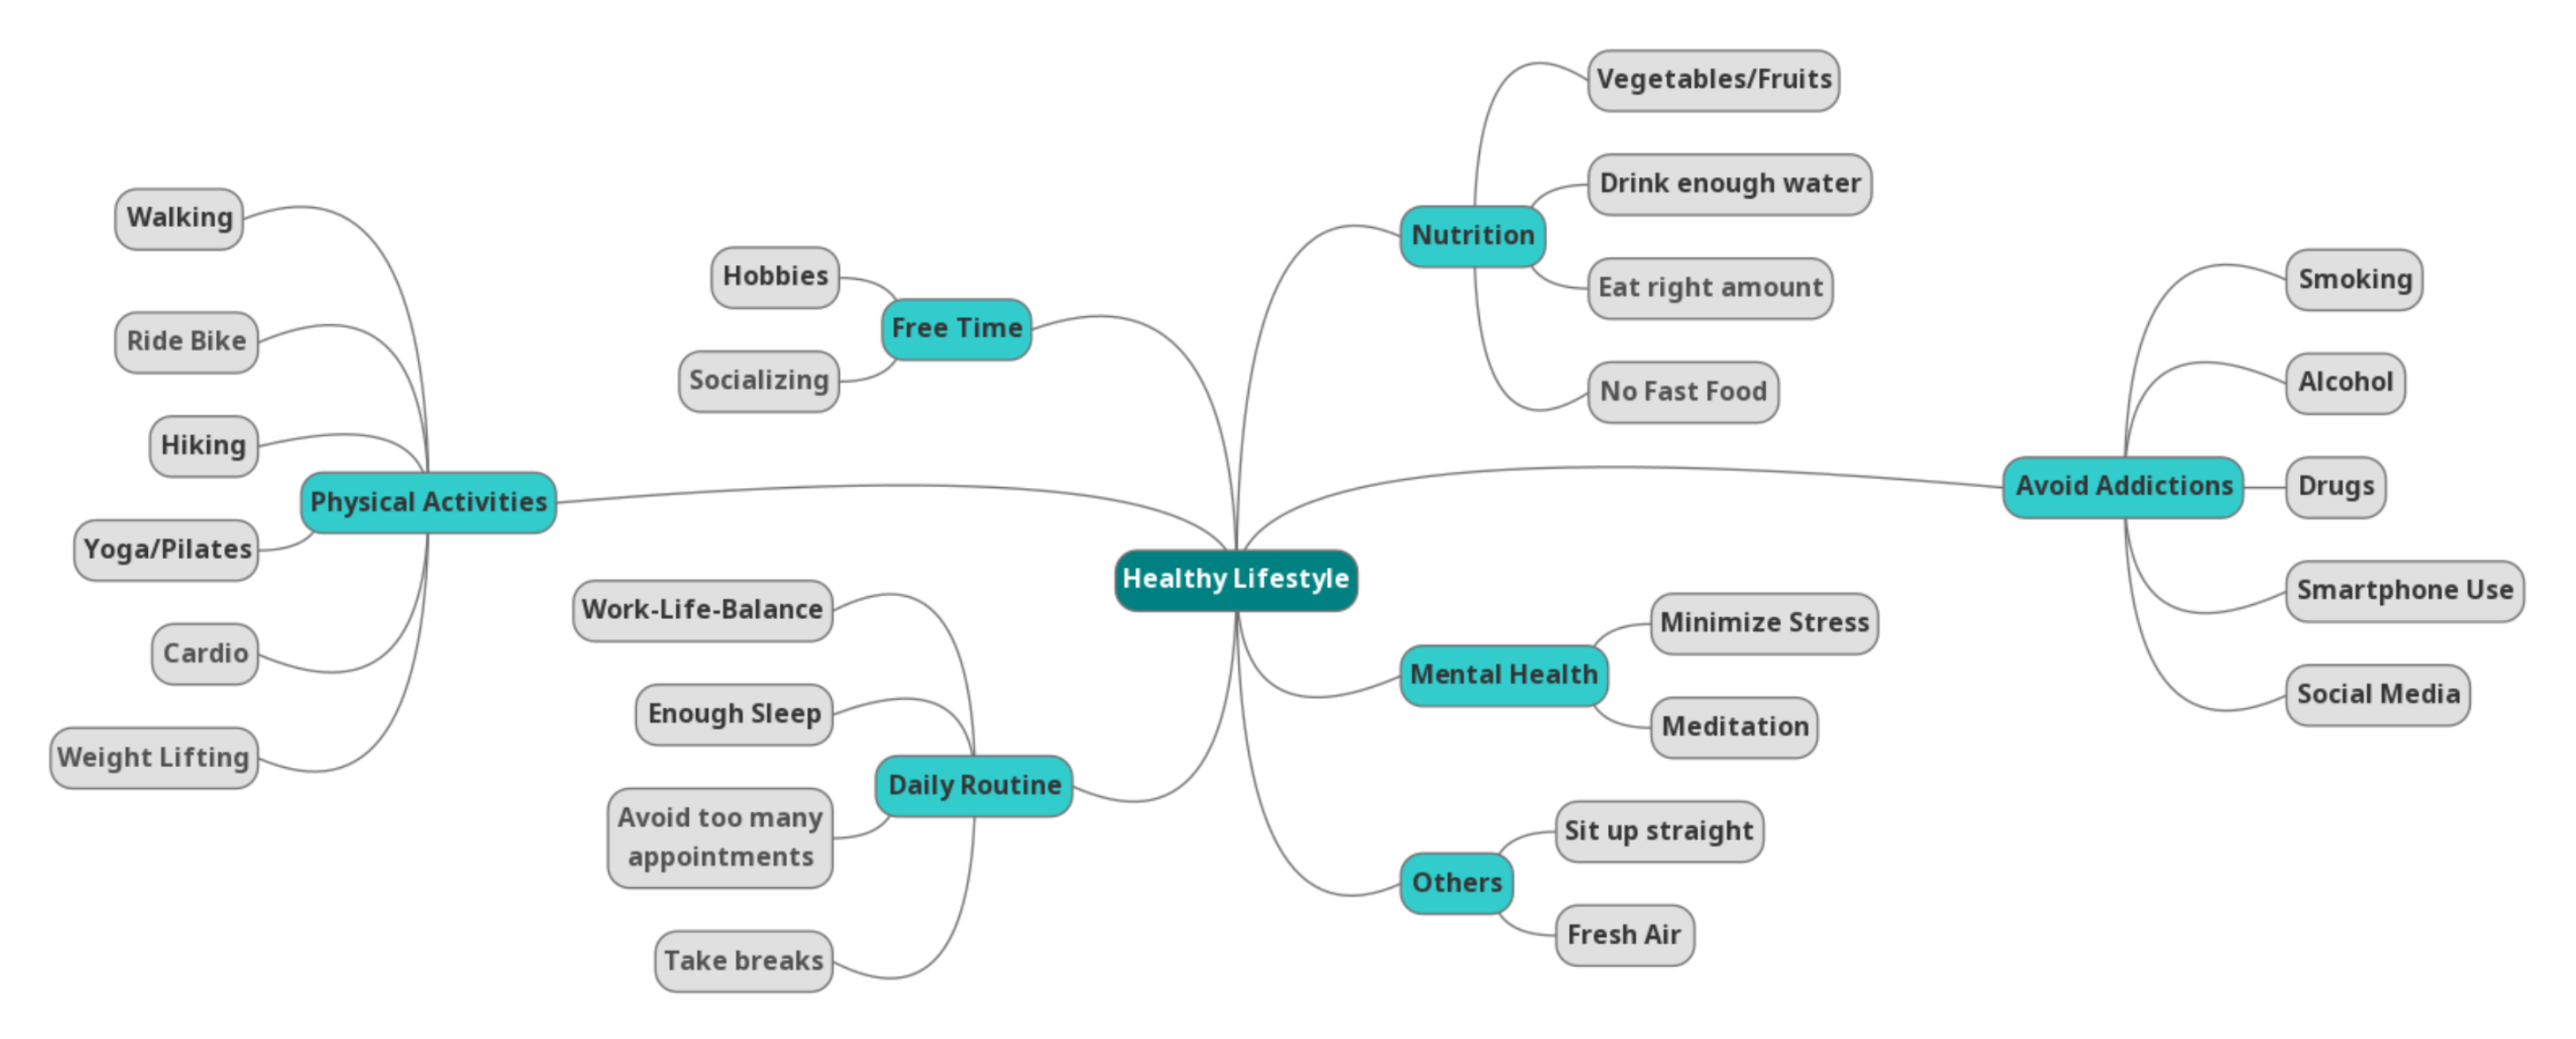 Healthy Lifestyle
Nutrition
Vegetables/Fruits
Drink enough water
Eat right amount
No Fast Food
Avoid Addictions
Smoking
Alcohol
Drugs
Smartphone Use
Social Media
Mental Health
Minimize Stress
Meditation
Others
Sit up straight
Fresh Air
Free Time
Hobbies
Socializing
Physical Activities
Walking
Ride Bike
Hiking
Yoga/Pilates
Cardio
Weight Lifting
Daily Routine
Work-Life-Balance
Enough Sleep
Avoid too many
appointments
Take breaks